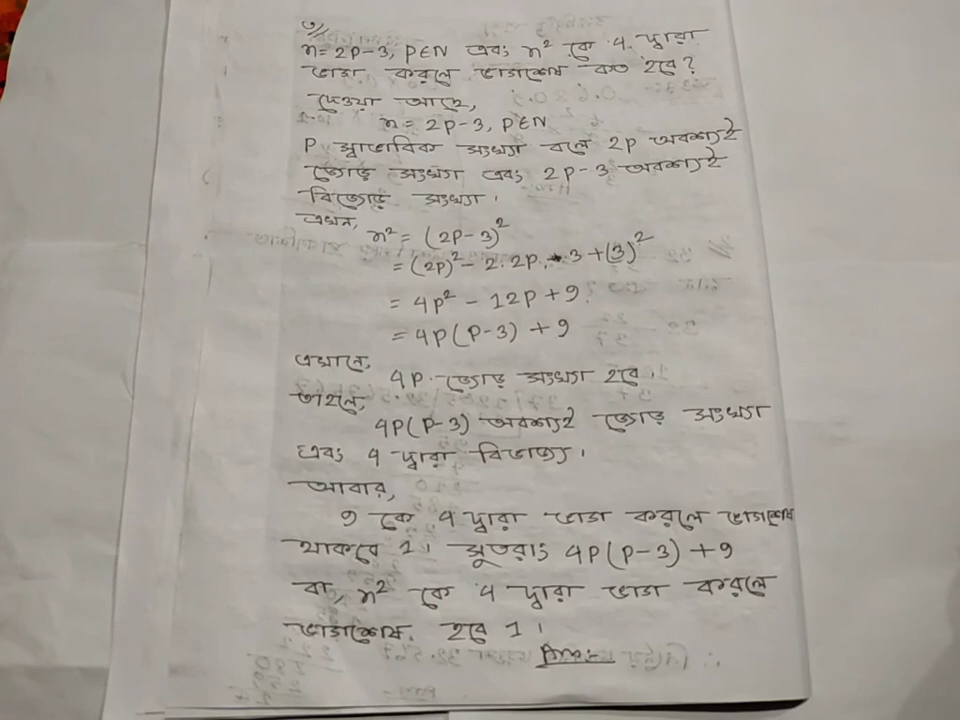 ৩//
n = 2p-3, p∈N এবং n² কে 4 দ্বারা
ভাগ করলে ভাগশেষ কত হবে?
দেওয়া আছে,
n = 2p-3, p∈N
P স্বাভাবিক সংখ্যা বলে 2p অবশ্যই
জোড় সংখ্যা এবং 2p-3 অবশ্যই
বিজোড় সংখ্যা।
এখন, n² = (2p-3)²
= (2p)² - 2.2p.3 + (3)²
= 4p² - 12p + 9
= 4p(p-3) + 9
এখানে, 4p জোড় সংখ্যা হবে।
তাহলে,
4p(p-3) অবশ্যই জোড় সংখ্যা
এবং 4 দ্বারা বিভাজ্য।
আবার,
9 কে 4 দ্বারা ভাগ করলে ভাগশেষ
থাকবে 1। সুতরাং 4p(p-3) + 9
বা, n² কে 4 দ্বারা ভাগ করলে
ভাগশেষ হবে 1।